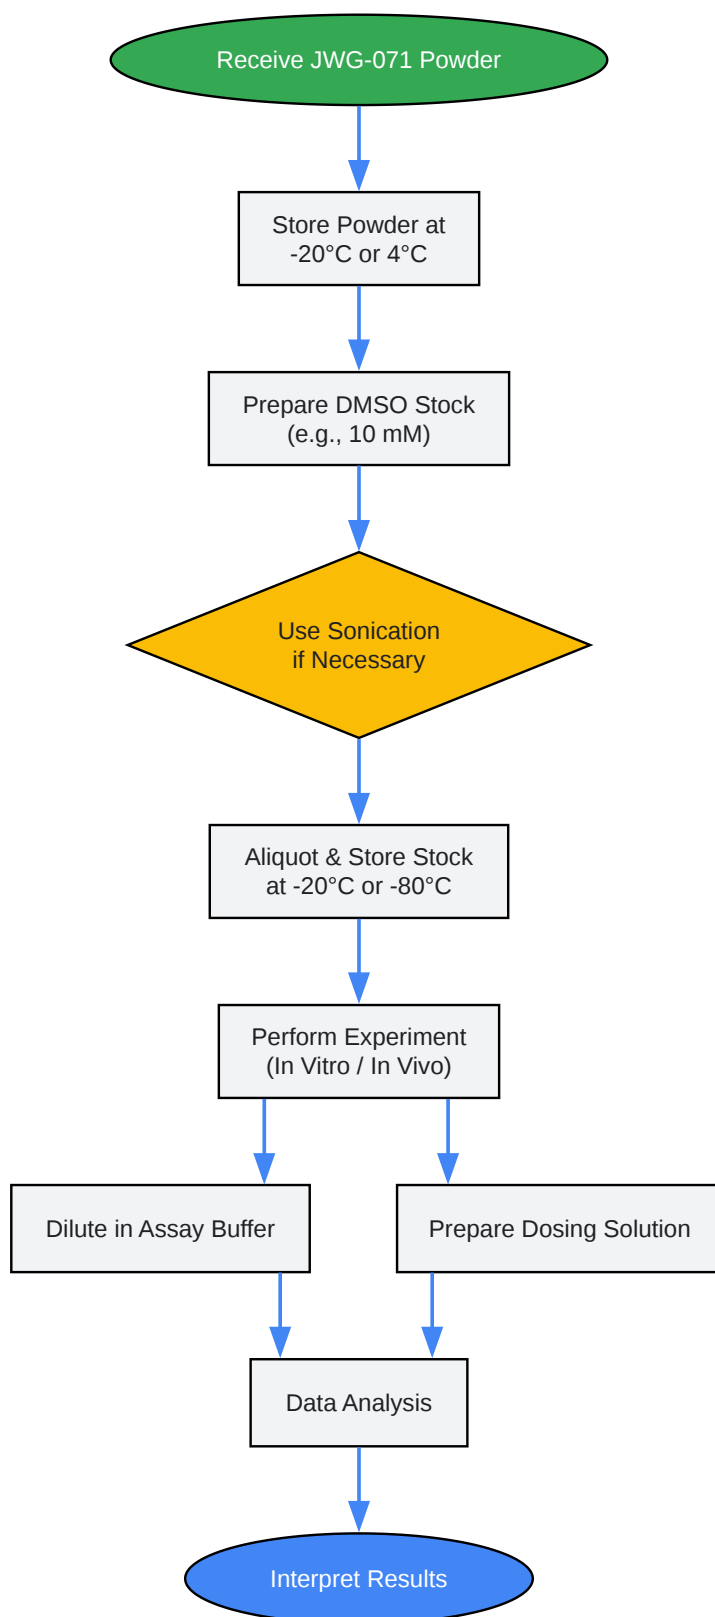 Receive JWG-071 Powder
Store Powder at
-20°C or 4°C
Prepare DMSO Stock
(e.g., 10 mM)
Use Sonication
if Necessary
Aliquot & Store Stock
at -20°C or -80°C
Perform Experiment
(In Vitro / In Vivo)
Dilute in Assay Buffer
Prepare Dosing Solution
Data Analysis
Interpret Results